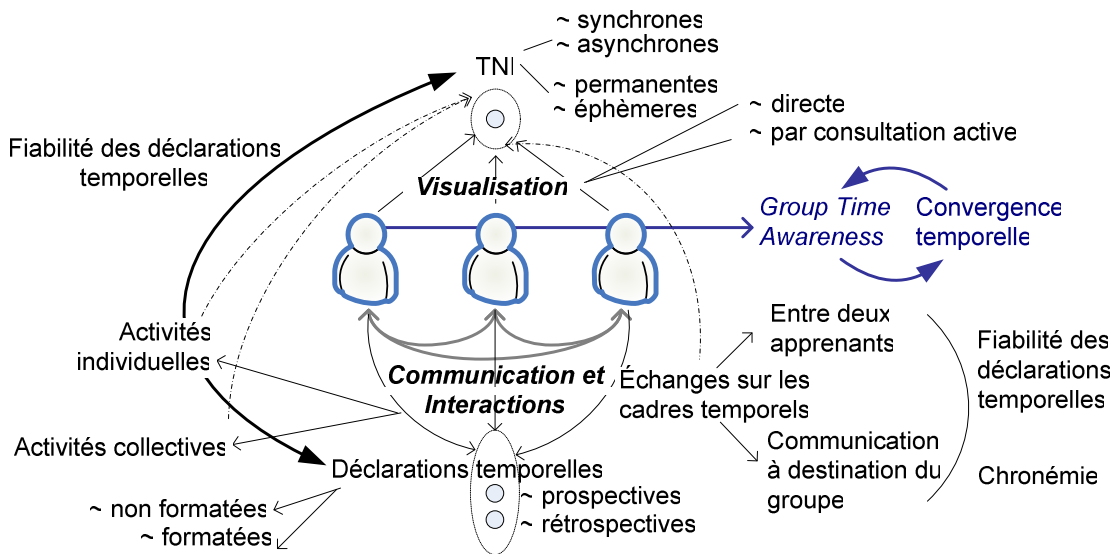 ~ synchrones
~ asynchrones
TNI
~ permanentes
~ éphèmeres
~ directe
~ par consultation active
Fiabilité des déclarations
temporelles
Visualisation
Group Time
Awareness
Convergence
temporelle
Activités
individuelles
Entre deux
apprenants
Fiabilité des
déclarations
temporelles
Communication et
Interactions
Échanges sur les
cadres temporels
Activités collectives
Communication
à destination du
groupe
Chronémie
Déclarations temporelles
~ prospectives
~ rétrospectives
~ non formatées
~ formatées